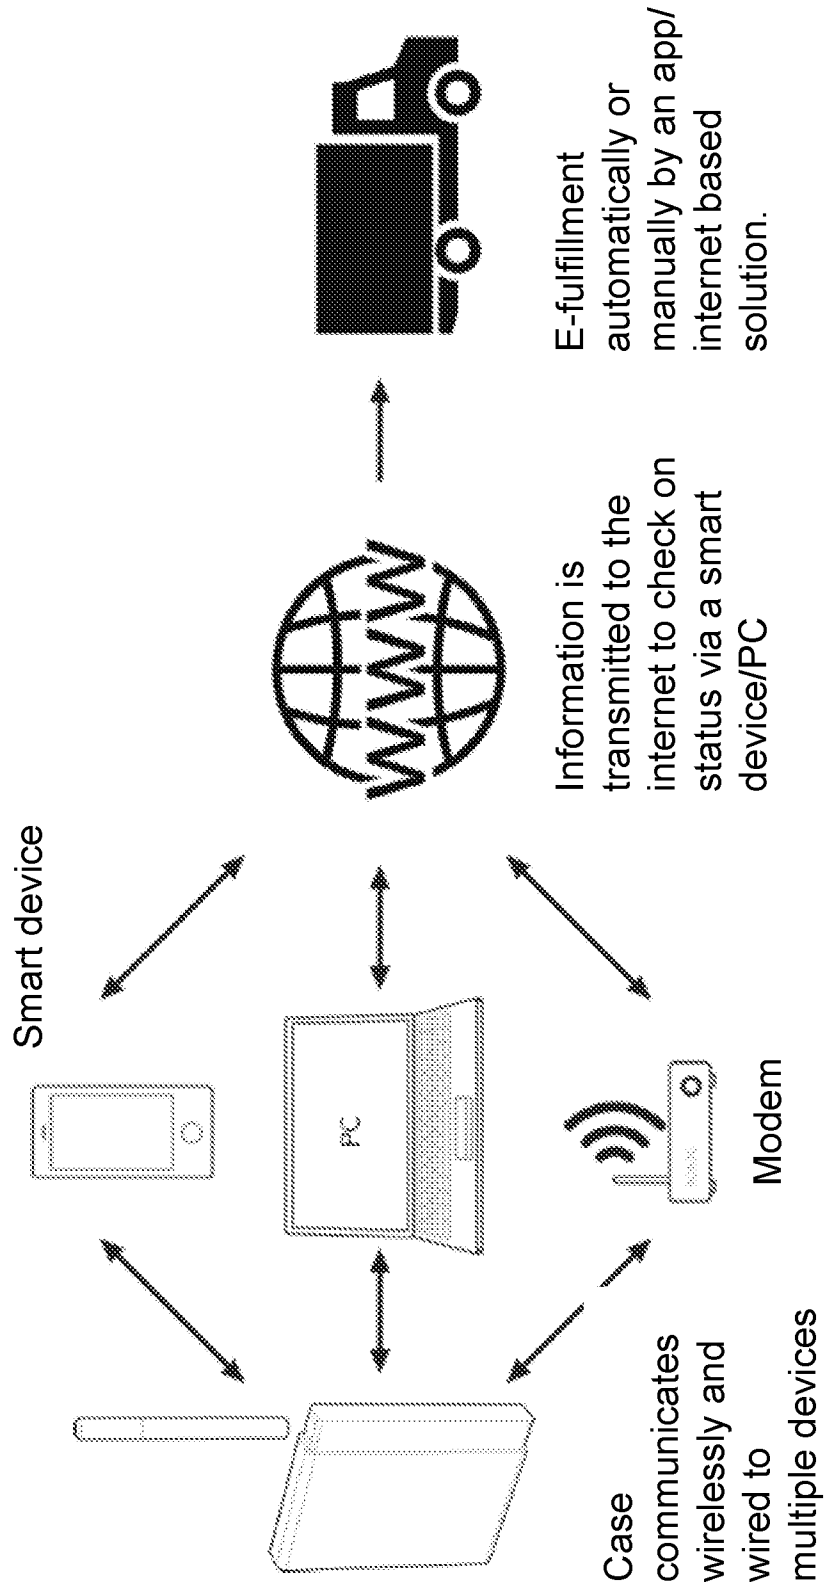 Smart device
PC
Modem
Case
communicates
wirelessly and
wired to
multiple devices
Information is
transmitted to the
internet to check on
status via a smart
device/PC
E-fulfillment
automatically or
manually by an app/
internet based
solution.